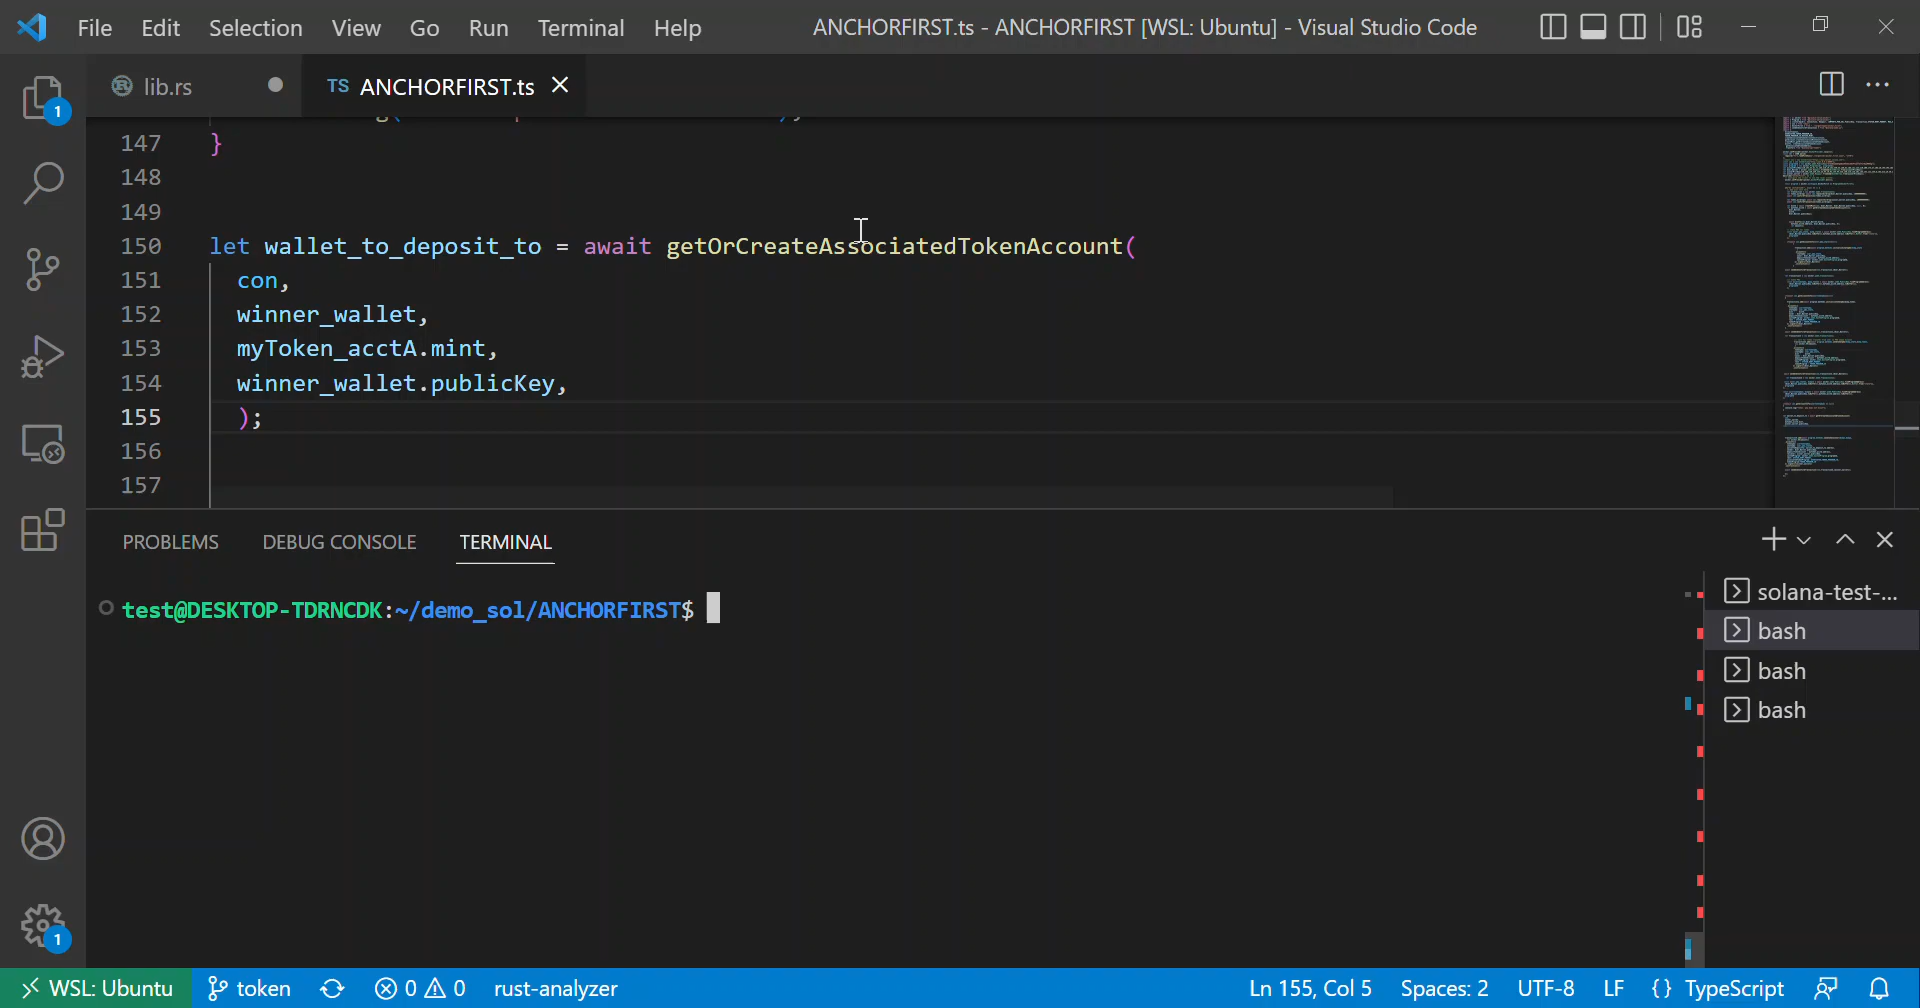 File Edit Selection View Go Run Terminal Help ANCHORFIRST.ts - ANCHORFIRST [WSL: Ubuntu] - Visual Studio Code
lib.rs TS ANCHORFIRST.ts
1
147 }
148
149
150 let wallet_to_deposit_to = await getOrCreateAssociatedTokenAccount(
151 con,
152 winner_wallet,
153 myToken_acctA.mint,
154 winner_wallet.publicKey,
155 );
156
157
PROBLEMS DEBUG CONSOLE TERMINAL
test@DESKTOP-TDRNCDK:~/demo_sol/ANCHORFIRST$
solana-test-...
bash
bash
bash
1
WSL: Ubuntu token 0 0 rust-analyzer Ln 155, Col 5 Spaces: 2 UTF-8 LF {} TypeScript